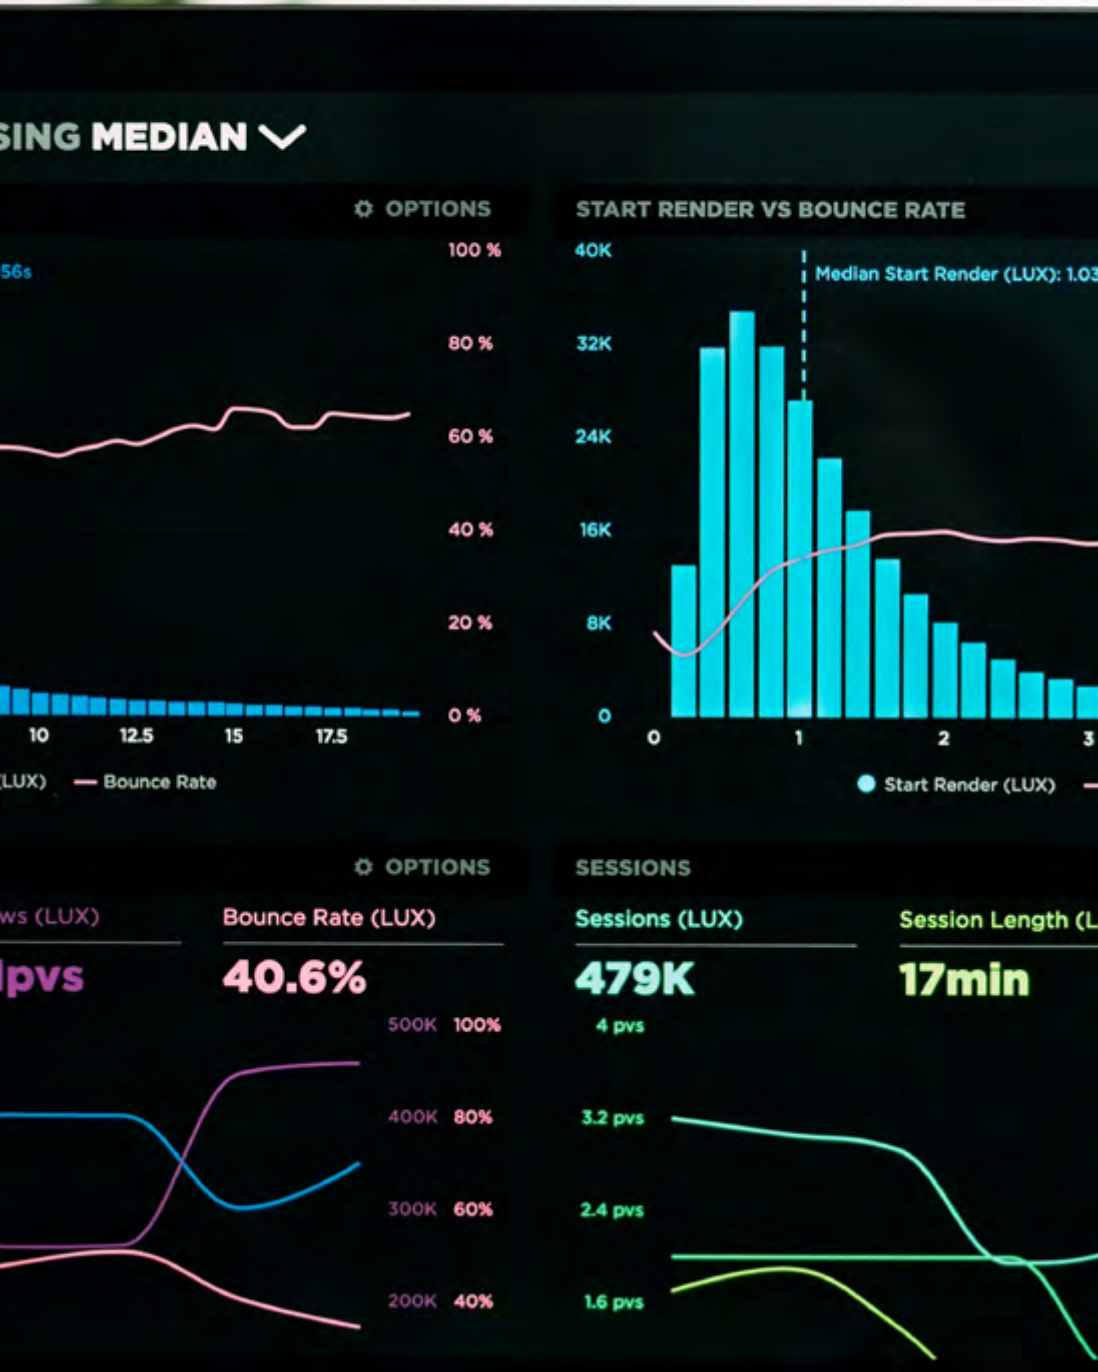 SING MEDIAN
OPTIONS
56s
100 %
80 %
60 %
40 %
20 %
0 %
10 12.5 15 17.5
(LUX) Bounce Rate
START RENDER VS BOUNCE RATE
40K
Median Start Render (LUX): 1.03
32K
24K
16K
8K
0
0 1 2 3
Start Render (LUX)
OPTIONS
ws (LUX) Bounce Rate (LUX)
pvs 40.6%
500K 100%
400K 80%
300K 60%
200K 40%
SESSIONS
Sessions (LUX) Session Length (L
479K 17min
4 pvs
3.2 pvs
2.4 pvs
1.6 pvs